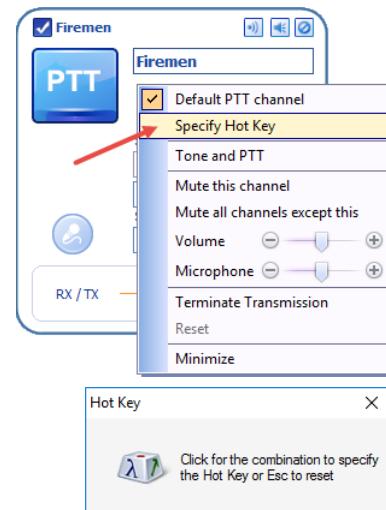 Firemen
Firemen
PTT
Default PTT channel
Specify Hot Key
Tone and PTT
Mute this channel
Mute all channels except this
Volume
Microphone
RX / TX
Terminate Transmission
Reset
Minimize
Hot Key
λ
Click for the combination to specify
the Hot Key or Esc to reset